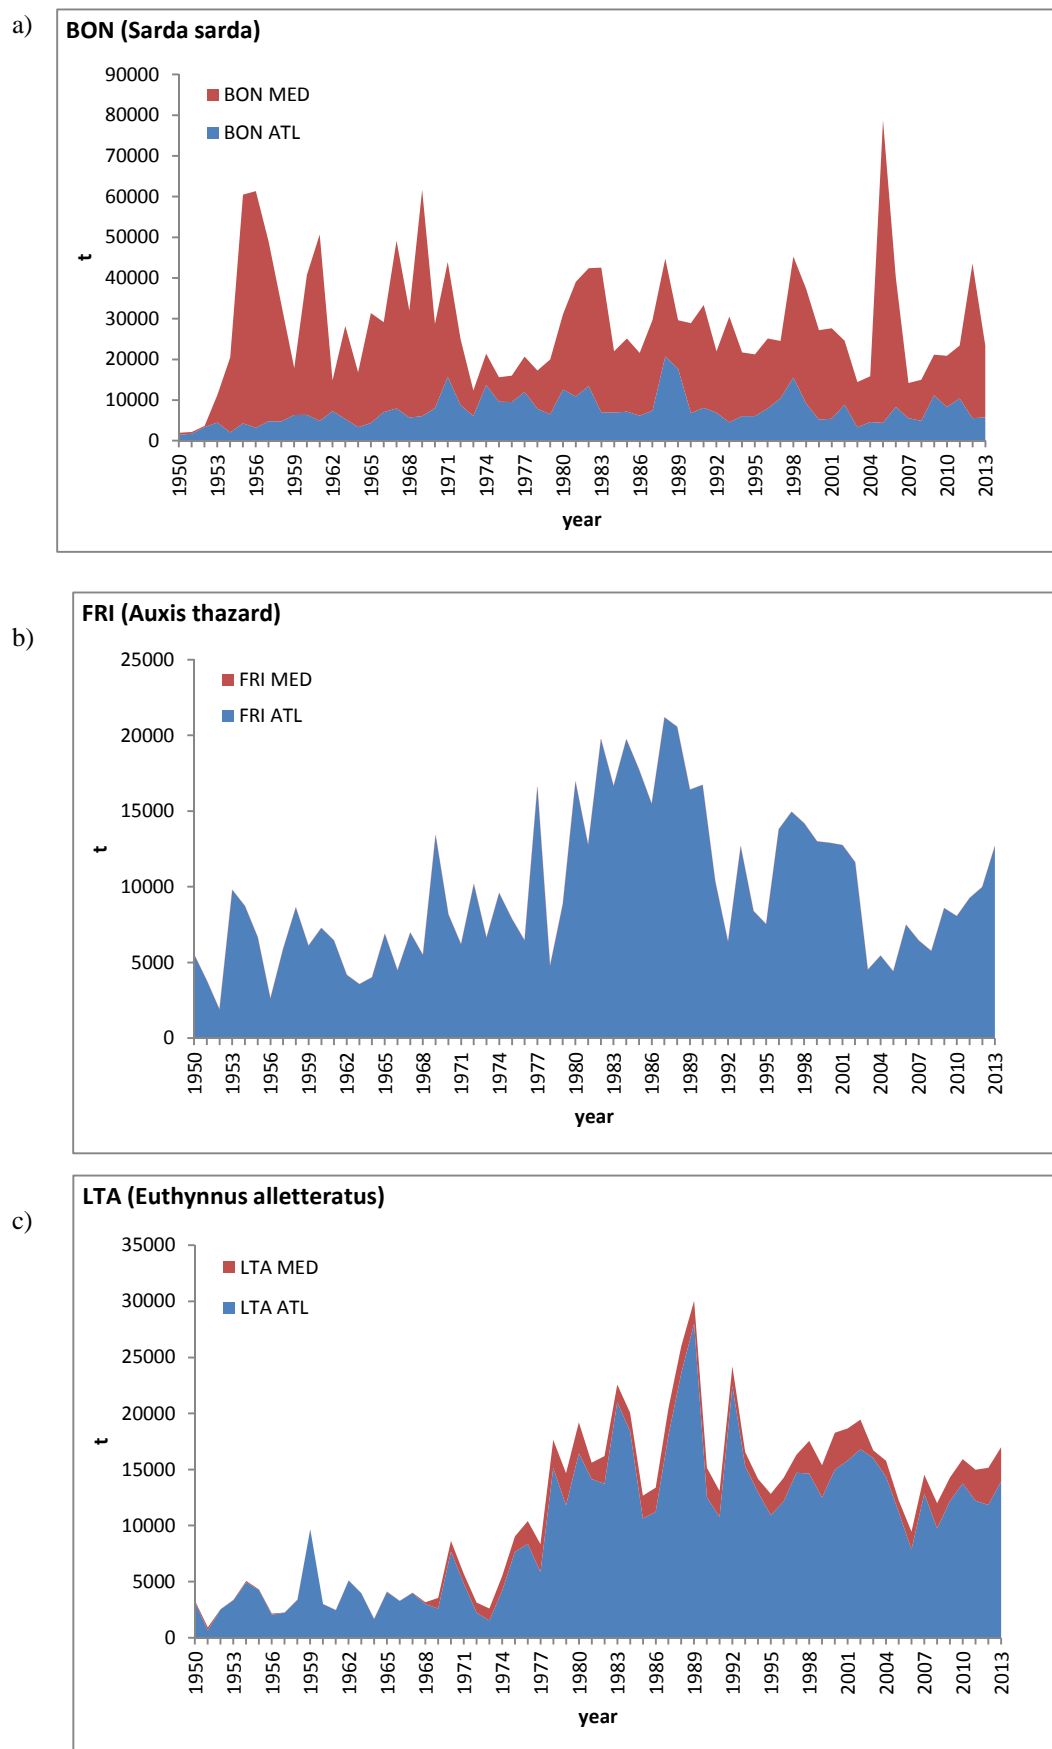 a)
BON (Sarda sarda)
90000
80000
70000
60000
50000
40000
30000
20000
10000
0
BON MED
BON ATL
t
1950 1953 1956 1959 1962 1965 1968 1971 1974 1977 1980 1983 1986 1989 1992 1995 1998 2001 2004 2007 2010 2013
year
b)
FRI (Auxis thazard)
25000
20000
15000
10000
5000
0
FRI MED
FRI ATL
t
1950 1953 1956 1959 1962 1965 1968 1971 1974 1977 1980 1983 1986 1989 1992 1995 1998 2001 2004 2007 2010 2013
year
c)
LTA (Euthynnus alletteratus)
35000
30000
25000
20000
15000
10000
5000
0
LTA MED
LTA ATL
t
1950 1953 1956 1959 1962 1965 1968 1971 1974 1977 1980 1983 1986 1989 1992 1995 1998 2001 2004 2007 2010 2013
year